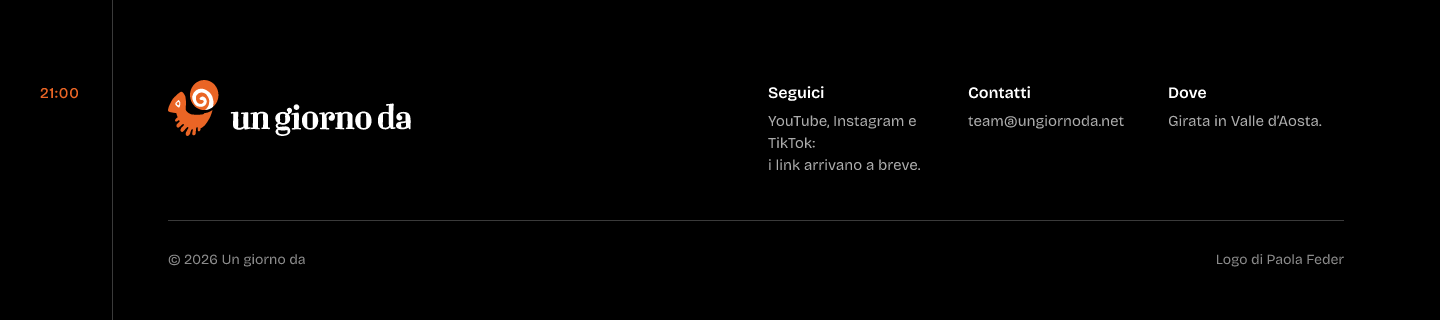 21:00
un giorno da
Seguici
YouTube, Instagram e
TikTok:
i link arrivano a breve.
Contatti
team@ungiornoda.net
Dove
Girata in Valle d’Aosta.
© 2026 Un giorno da
Logo di Paola Feder